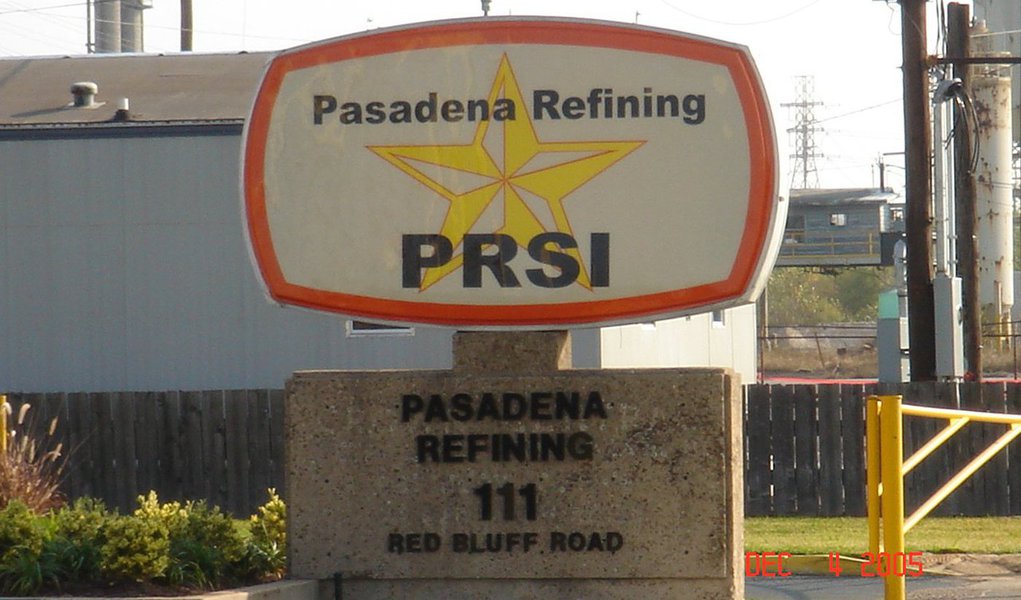 Pasadena Refining
PRSI
PASADENA
REFINING
111
RED BLUFF ROAD
DEC 4 2005